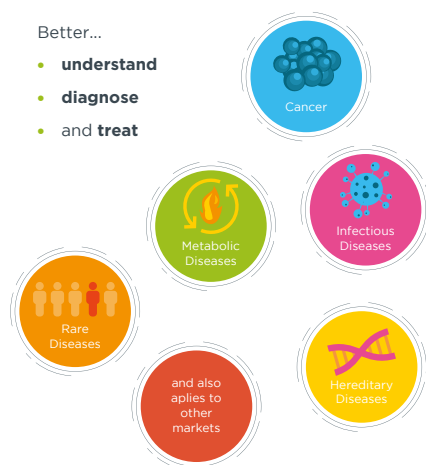 Better...
• understand
• diagnose
• and treat
Cancer
Metabolic
Diseases
Infectious
Diseases
Rare
Diseases
and also
aplies to
other
markets
Hereditary
Diseases